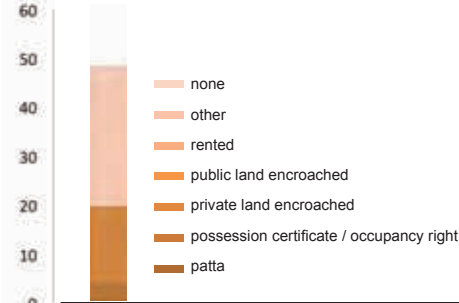 60
50
40
30
20
10
0
none
other
rented
public land encroached
private land encroached
possession certificate / occupancy right
patta